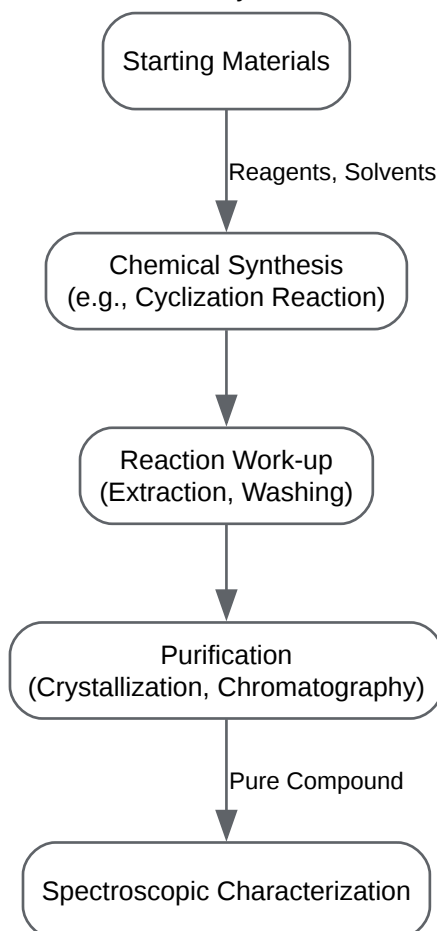 Starting Materials
Reagents, Solvents
Chemical Synthesis
(e.g., Cyclization Reaction)
Reaction Work-up
(Extraction, Washing)
Purification
(Crystallization, Chromatography)
Pure Compound
Spectroscopic Characterization